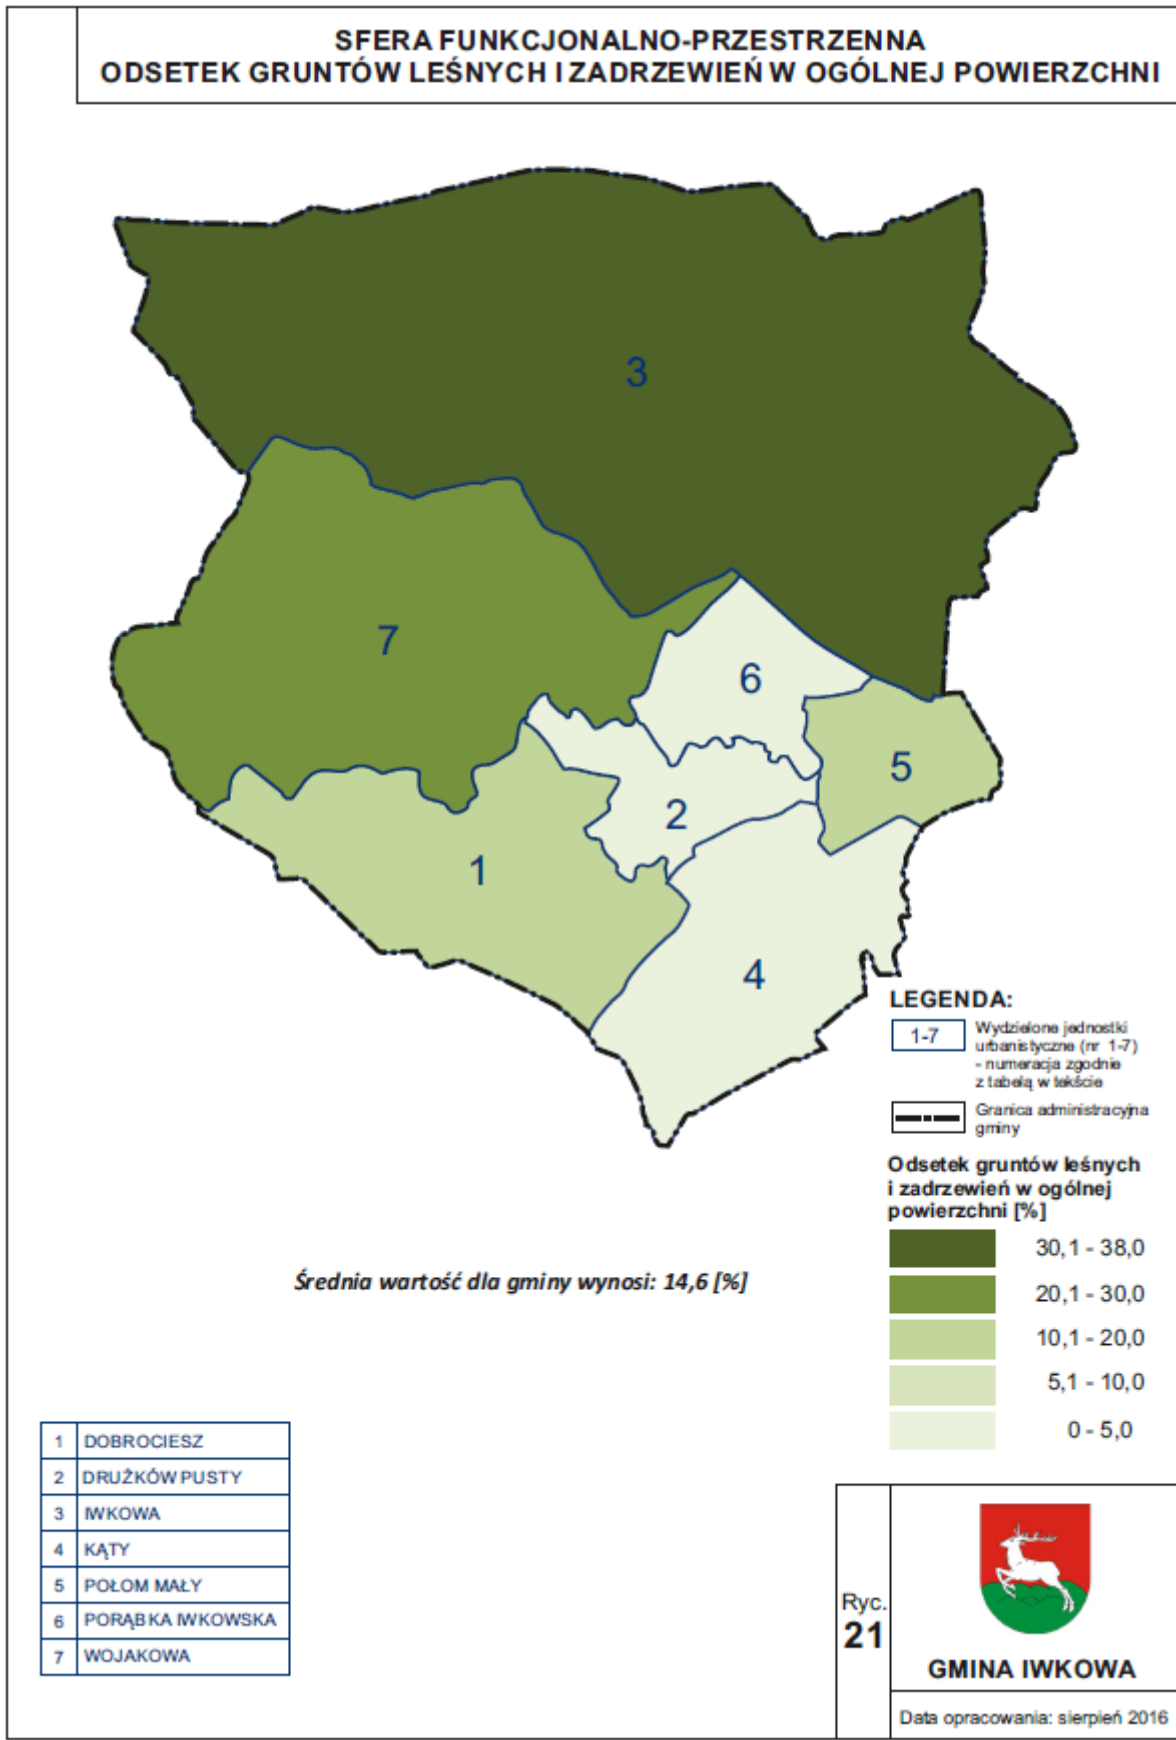 SFERA FUNKCJONALNO-PRZESTRZENNA
ODSETEK GRUNTÓW LEŚNYCH I ZADRZEWIEŃ W OGÓLNEJ POWIERZCHNI
3
7
6
5
2
1
4
LEGENDA:
1-7
Wydzielone jednostki
urbanistyczne (nr 1-7)
- numeracja zgodnie
z tabelą w tekście
Granica administracyjna
gminy
Odsetek gruntów leśnych
i zadrzewień w ogólnej
powierzchni [%]
30,1 - 38,0
20,1 - 30,0
10,1 - 20,0
5,1 - 10,0
0 - 5,0
Średnia wartość dla gminy wynosi: 14,6 [%]
1 DOBROCIESZ
2 DRUŻKÓW PUSTY
3 IWKOWA
4 KĄTY
5 POŁOM MAŁY
6 PORĄBKA IWKOWSKA
7 WOJAKOWA
Ryc.
21
GMINA IWKOWA
Data opracowania: sierpień 2016